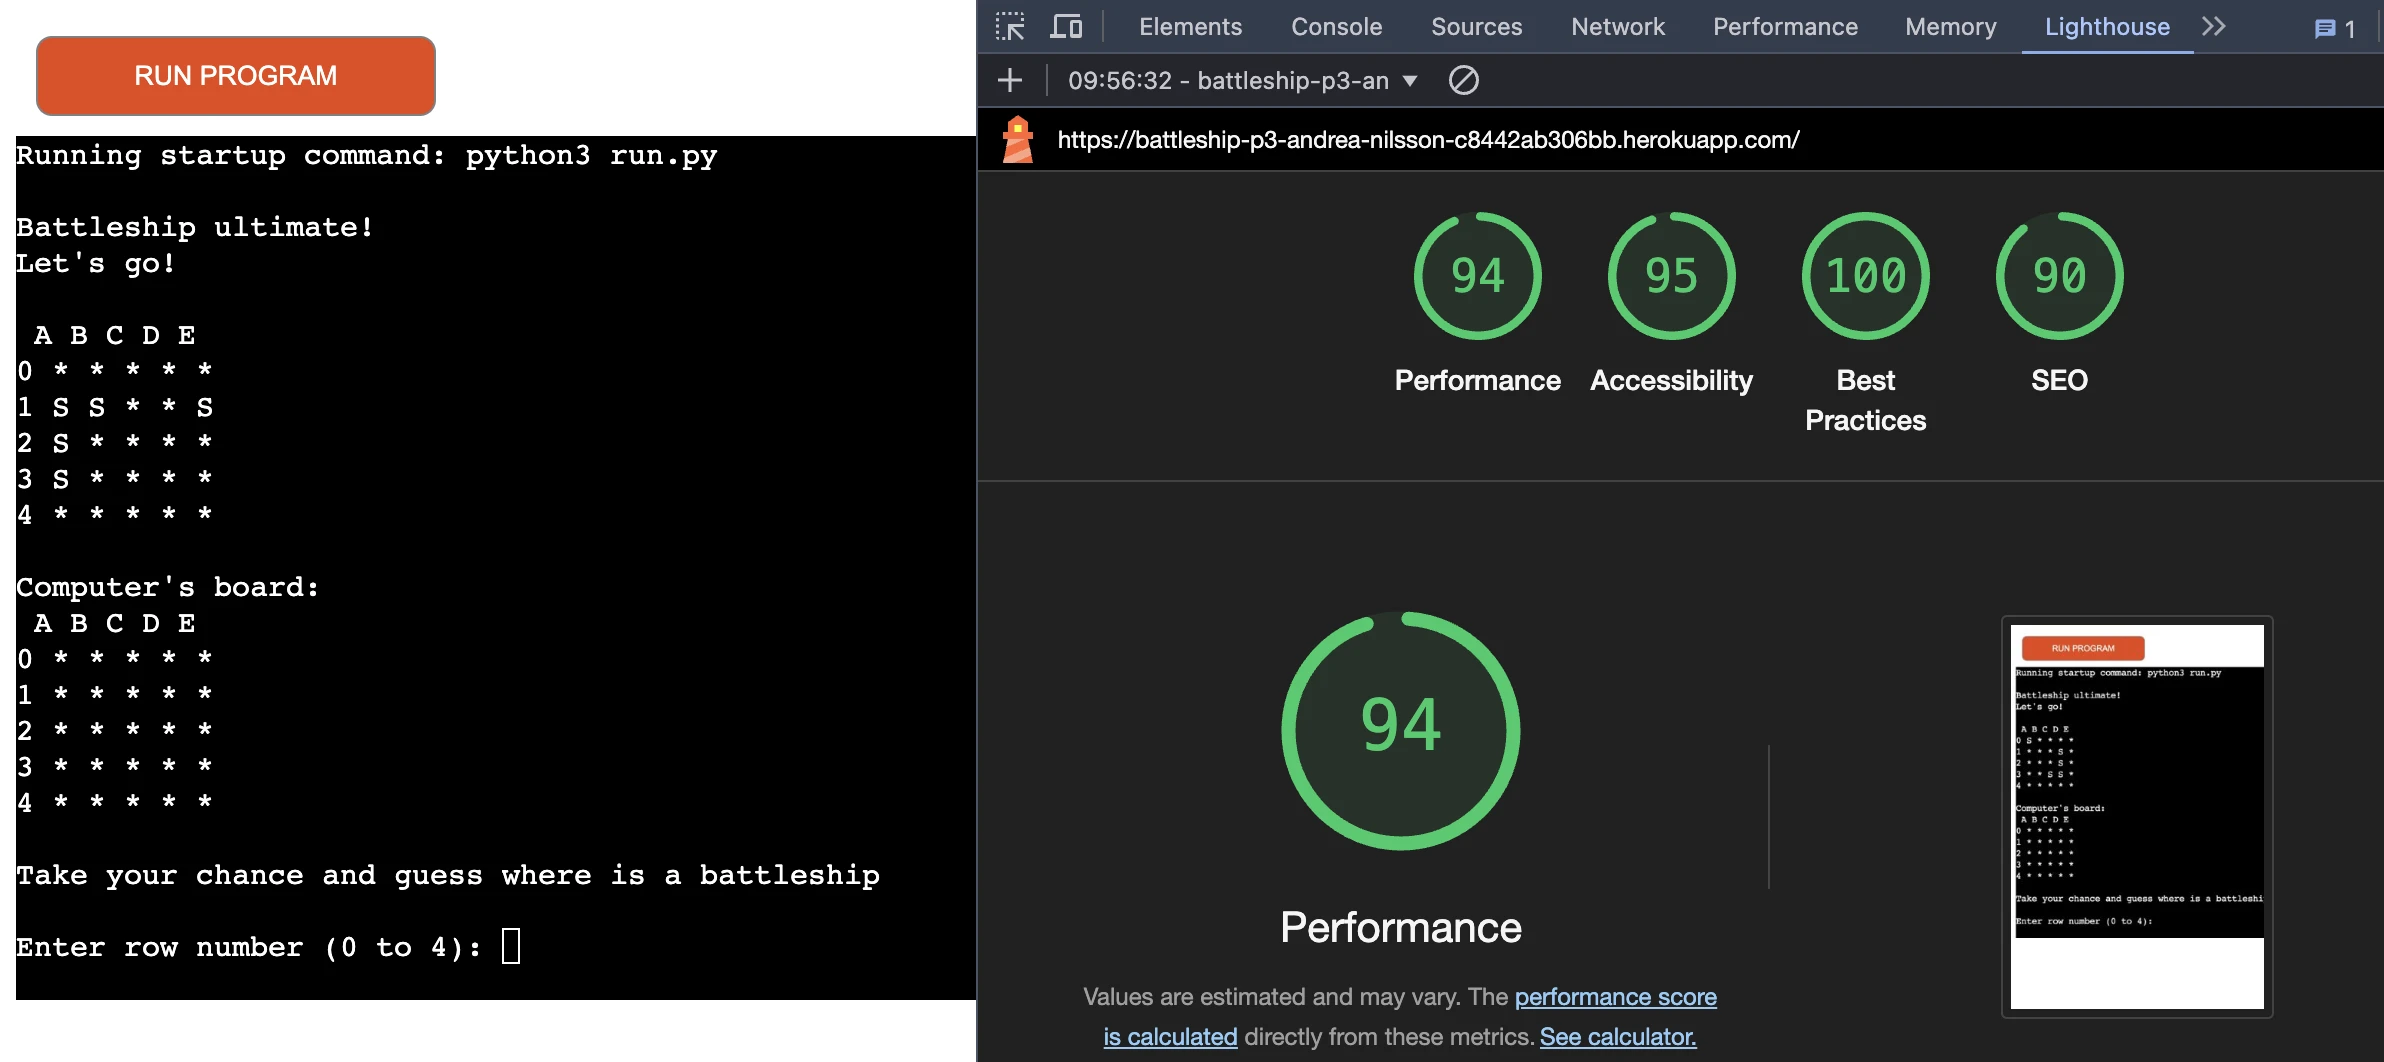 RUN PROGRAM
Running startup command: python3 run.py
Battleship ultimate!
Let's go!
A B C D E
0 * * * * *
1 S S * * S
2 S * * * *
3 S * * * *
4 * * * * *
Computer's board:
A B C D E
0 * * * * *
1 * * * * *
2 * * * * *
3 * * * * *
4 * * * * *
Take your chance and guess where is a battleship
Enter row number (0 to 4):
Elements Console Sources Network Performance Memory Lighthouse 1
09:56:32 - battleship-p3-an
https://battleship-p3-andrea-nilsson-c8442ab306bb.herokuapp.com/
94 95 100 90
Performance Accessibility Best Practices SEO
94
Performance
Values are estimated and may vary. The performance score
is calculated directly from these metrics. See calculator.
RUN PROGRAM
Running startup command: python3 run.py
Battleship ultimate!
Let's go!
A B C D E
0 S * * * *
1 * * * S *
2 * * * S *
3 * * S S *
4 * * * * *
Computer's board:
A B C D E
0 * * * * *
1 * * * * *
2 * * * * *
3 * * * * *
4 * * * * *
Take your chance and guess where is a battleshi
Enter row number (0 to 4):